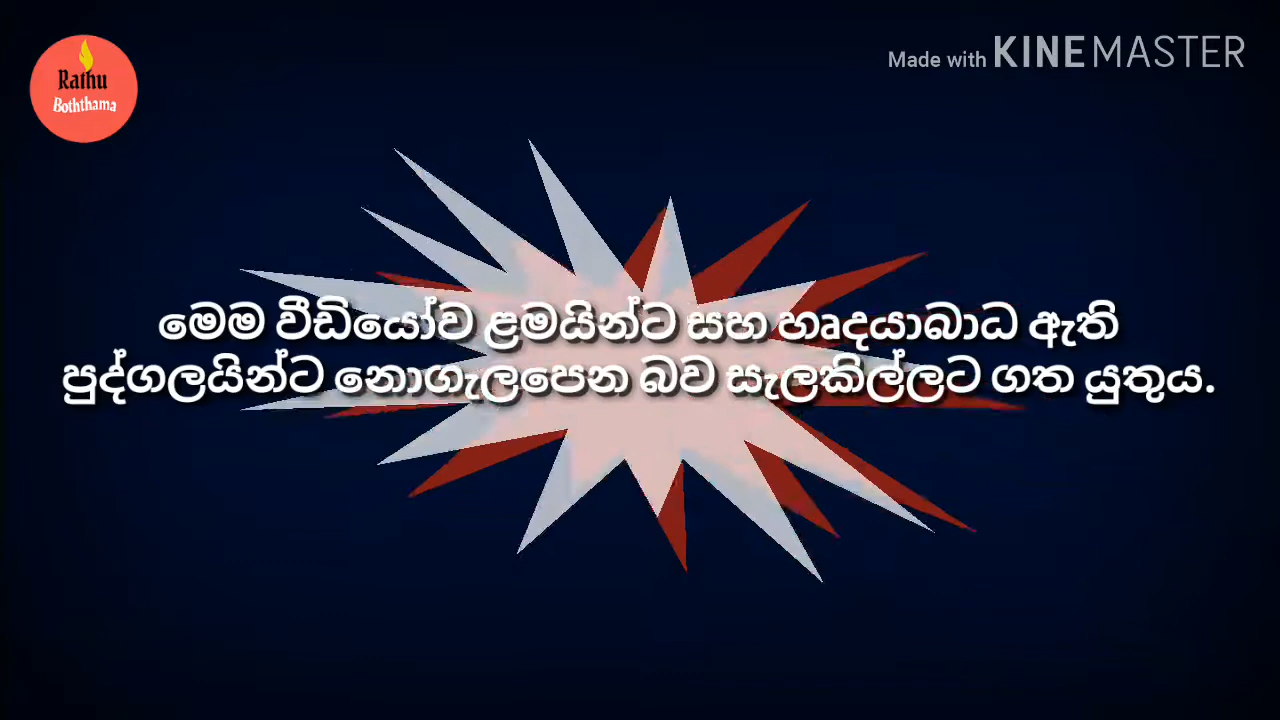 Rathu
Boththama
Made with KINEMASTER
මෙම වීඩියෝව ළමයින්ට සහ හෘදයාබාධ ඇති
පුද්ගලයින්ට නොගැලපෙන බව සැලකිල්ලට ගත යුතුය.